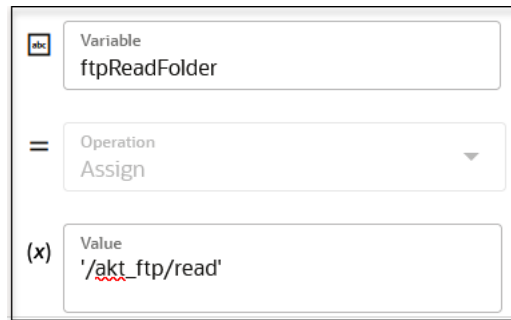 abc
Variable
ftpReadFolder
=
Operation
Assign
(x)
Value
'/akt_ftp/read'